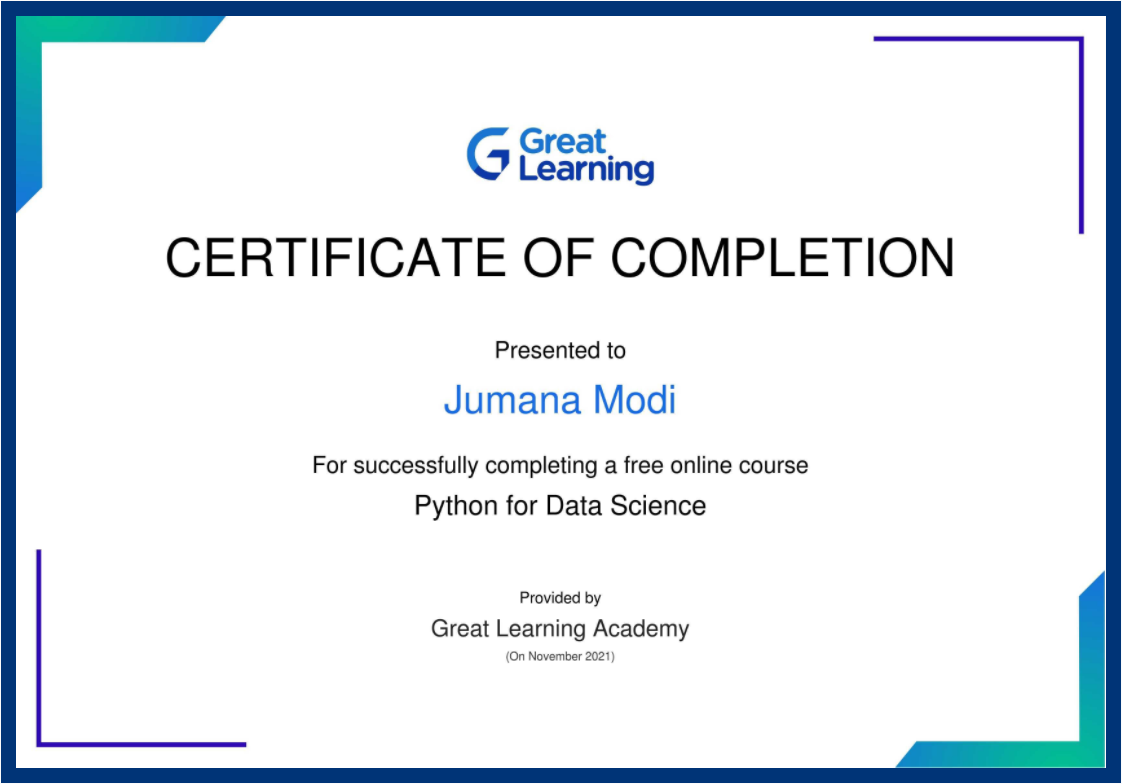 Great
Learning
CERTIFICATE OF COMPLETION
Presented to
Jumana Modi
For successfully completing a free online course
Python for Data Science
Provided by
Great Learning Academy
(On November 2021)